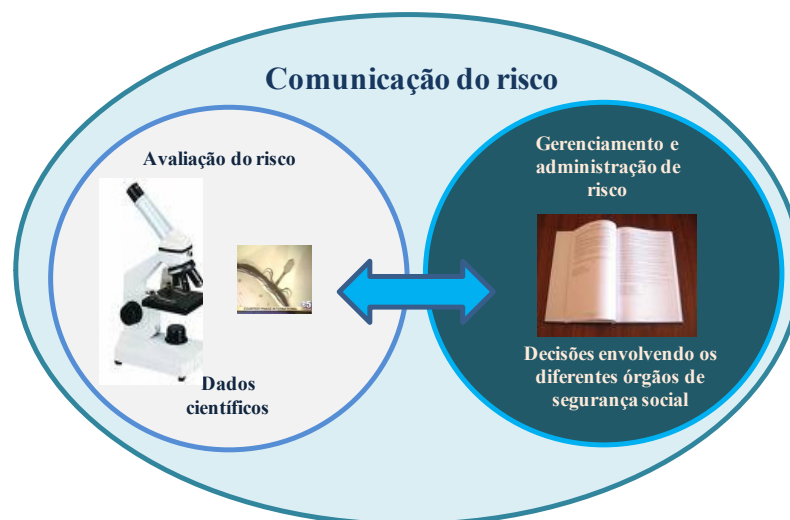 Comunicação do risco
Avaliação do risco
Dados
científicos
Gerenciamento e
administração de
risco
Decisões envolvendo os
diferentes órgãos de
segurança social